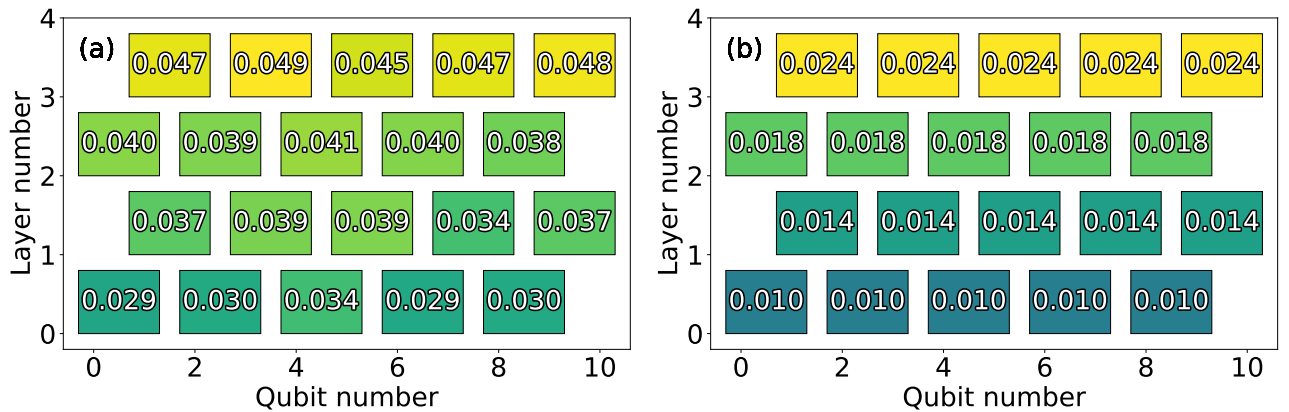 (a)
4
0.047 0.049 0.045 0.047 0.048
3
0.040 0.039 0.041 0.040 0.038
2
0.037 0.039 0.039 0.034 0.037
1
0.029 0.030 0.034 0.029 0.030
0
Layer number
0 2 4 6 8 10
Qubit number
(b)
4
0.024 0.024 0.024 0.024 0.024
3
0.018 0.018 0.018 0.018 0.018
2
0.014 0.014 0.014 0.014 0.014
1
0.010 0.010 0.010 0.010 0.010
0
Layer number
0 2 4 6 8 10
Qubit number